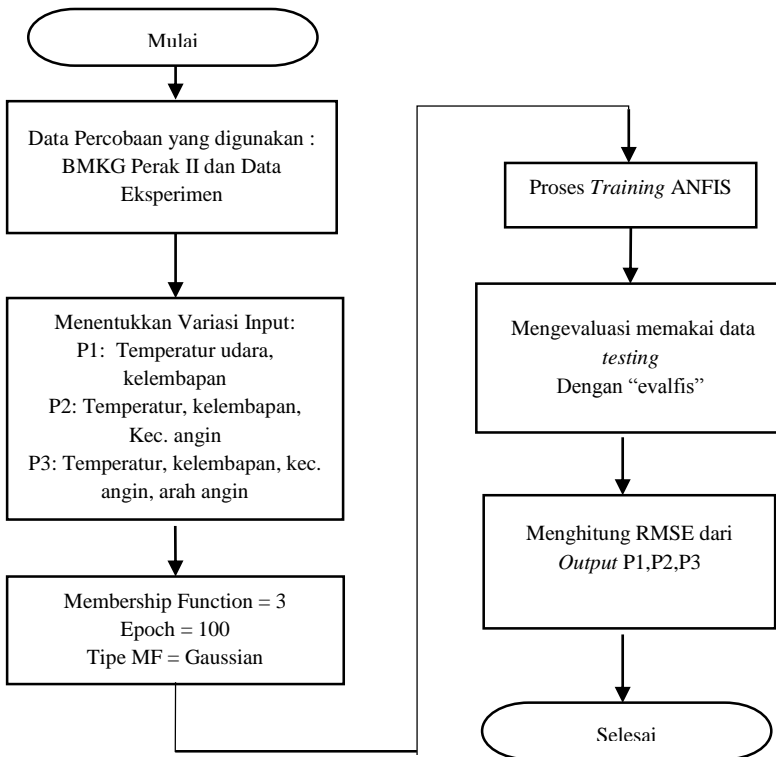 Mulai
Data Percobaan yang digunakan :
BMKG Perak II dan Data
Eksperimen
Menentukkan Variasi Input:
P1: Temperatur udara,
kelembapan
P2: Temperatur, kelembapan,
Kec. angin
P3: Temperatur, kelembapan, kec.
angin, arah angin
Membership Function = 3
Epoch = 100
Tipe MF = Gaussian
Proses Training ANFIS
Mengevaluasi memakai data
testing
Dengan “evalfis”
Menghitung RMSE dari
Output P1,P2,P3
Selesai